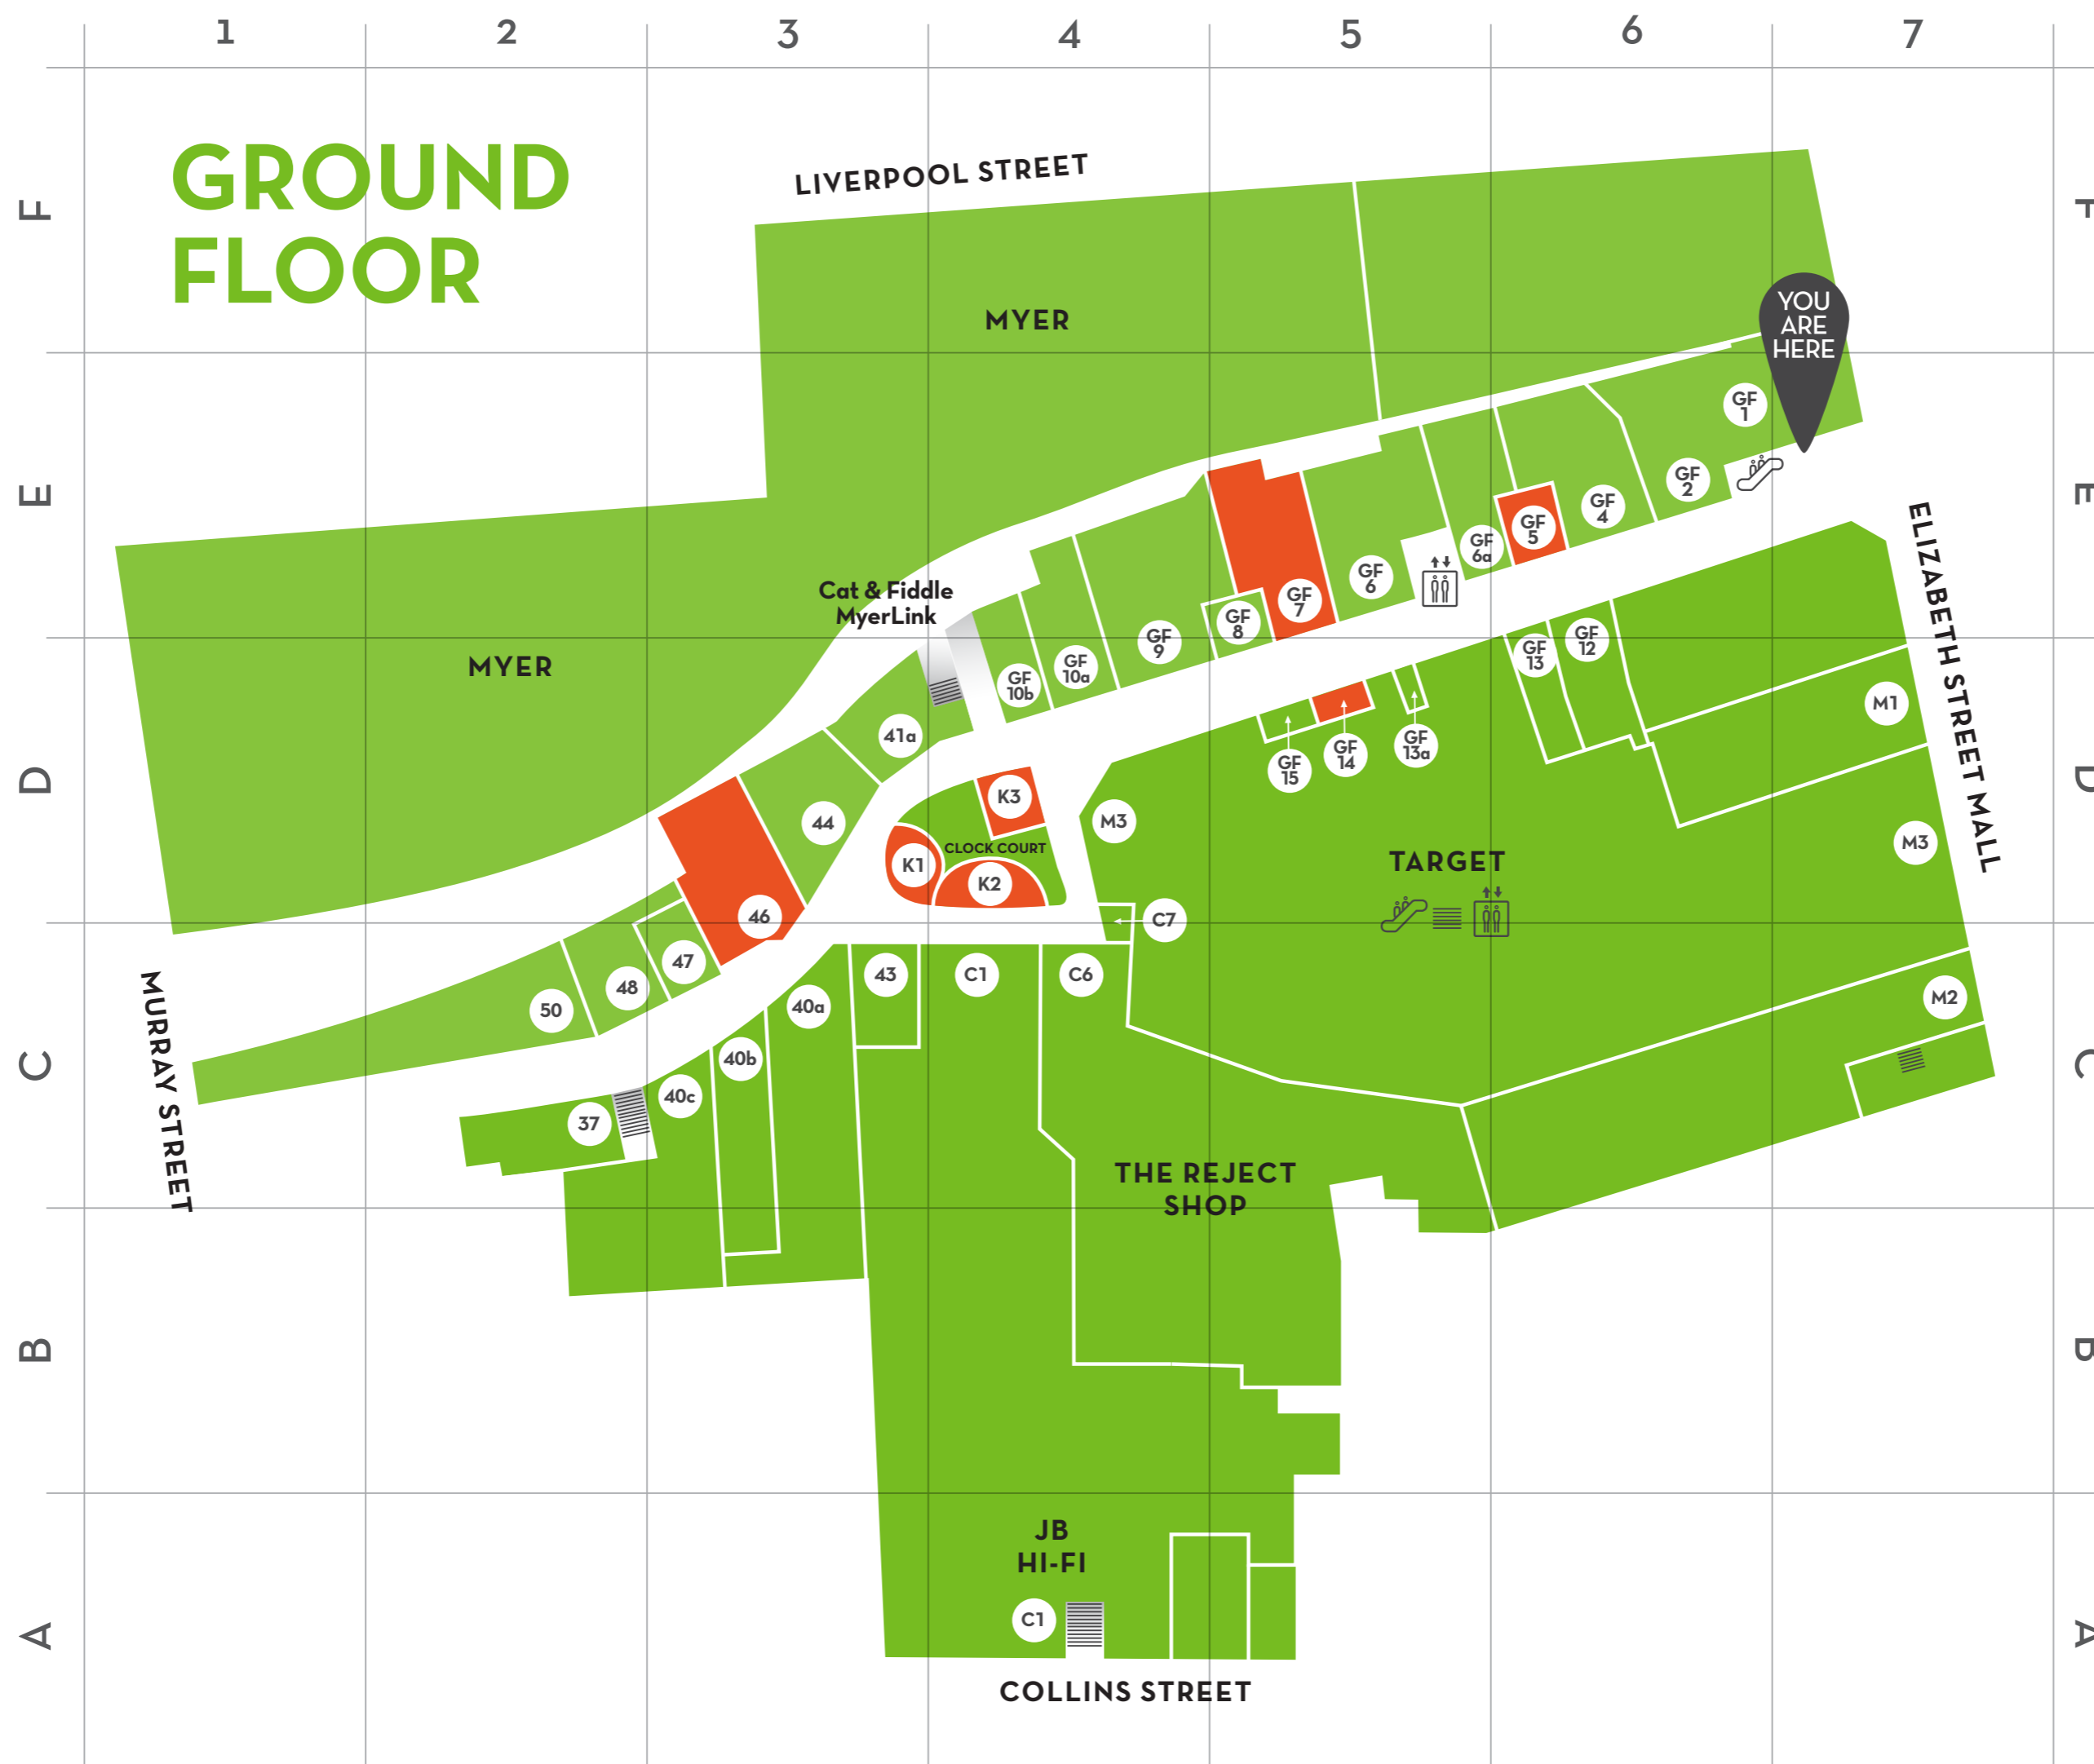 1 2 3 4 5 6 7
F
F
GROUND
FLOOR
LIVERPOOL STREET
MYER
YOU
ARE
HERE
GF
1
E
E
GF
2
GF
4
GF
5
GF
6a
GF
6
GF
7
GF
8
GF
9
GF
10a
GF
10b
Cat & Fiddle
MyerLink
MYER
ELIZABETH STREET MALL
GF
13
GF
12
M1
41a
GF
15
GF
14
GF
13a
D
D
K3
44
M3
M3
CLOCK COURT
K1
K2
TARGET
46
C7
47
43
C1
C6
48
50
40a
M2
MURRAY STREET
C
C
40b
40c
37
THE REJECT
SHOP
B
B
JB
HI-FI
C1
A
A
COLLINS STREET